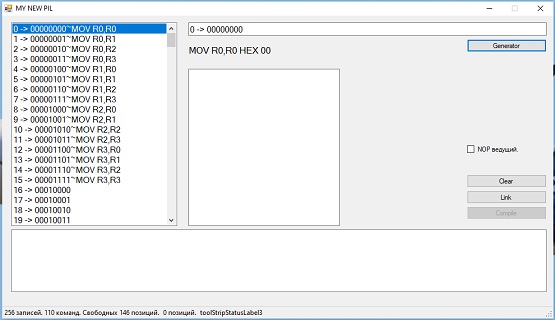 MY NEW PIL
0 -> 00000000~MOV R0,R0
1 -> 00000001~MOV R0,R1
2 -> 00000010~MOV R0,R2
3 -> 00000011~MOV R0,R3
4 -> 00000100~MOV R1,R0
5 -> 00000101~MOV R1,R1
6 -> 00000110~MOV R1,R2
7 -> 00000111~MOV R1,R3
8 -> 00001000~MOV R2,R0
9 -> 00001001~MOV R2,R1
10 -> 00001010~MOV R2,R2
11 -> 00001011~MOV R2,R3
12 -> 00001100~MOV R3,R0
13 -> 00001101~MOV R3,R1
14 -> 00001110~MOV R3,R2
15 -> 00001111~MOV R3,R3
16 -> 00010000
17 -> 00010001
18 -> 00010010
19 -> 00010011
0 -> 00000000
MOV R0,R0 HEX 00
Generator
NOP ведущий.
Clear
Link
Compile
256 записей. 110 команд. Свободных 146 позиций. 0 позиций. toolStripStatusLabel3